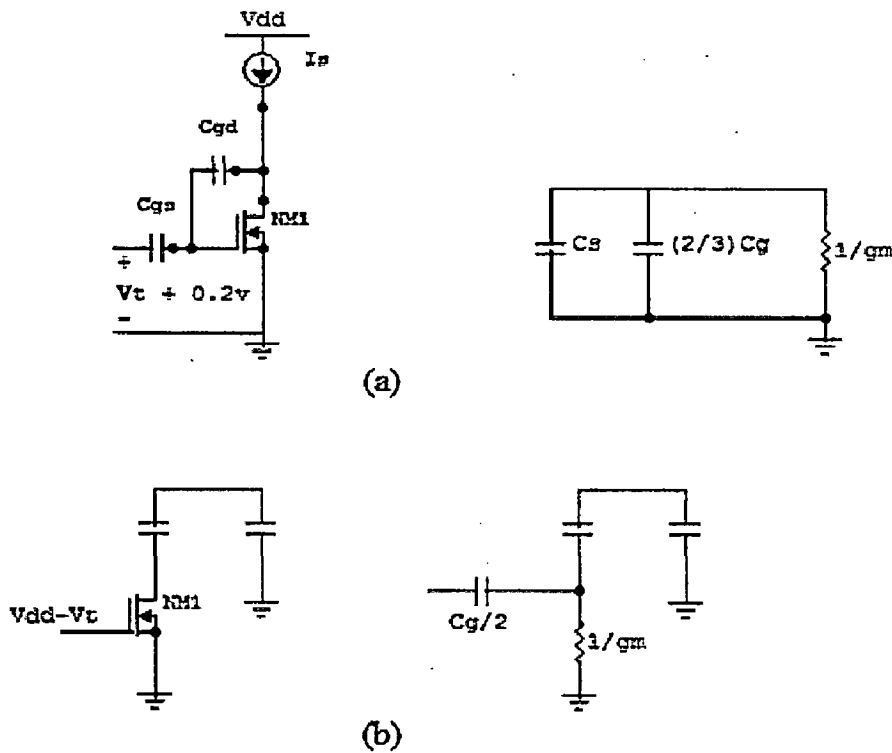 Vdd
Is
Cgd
Cgs
NM1
+
Vt + 0.2v
-
Cs
(2/3)Cg
1/gm
(a)
Vdd-Vt
NM1
Cg/2
1/gm
(b)